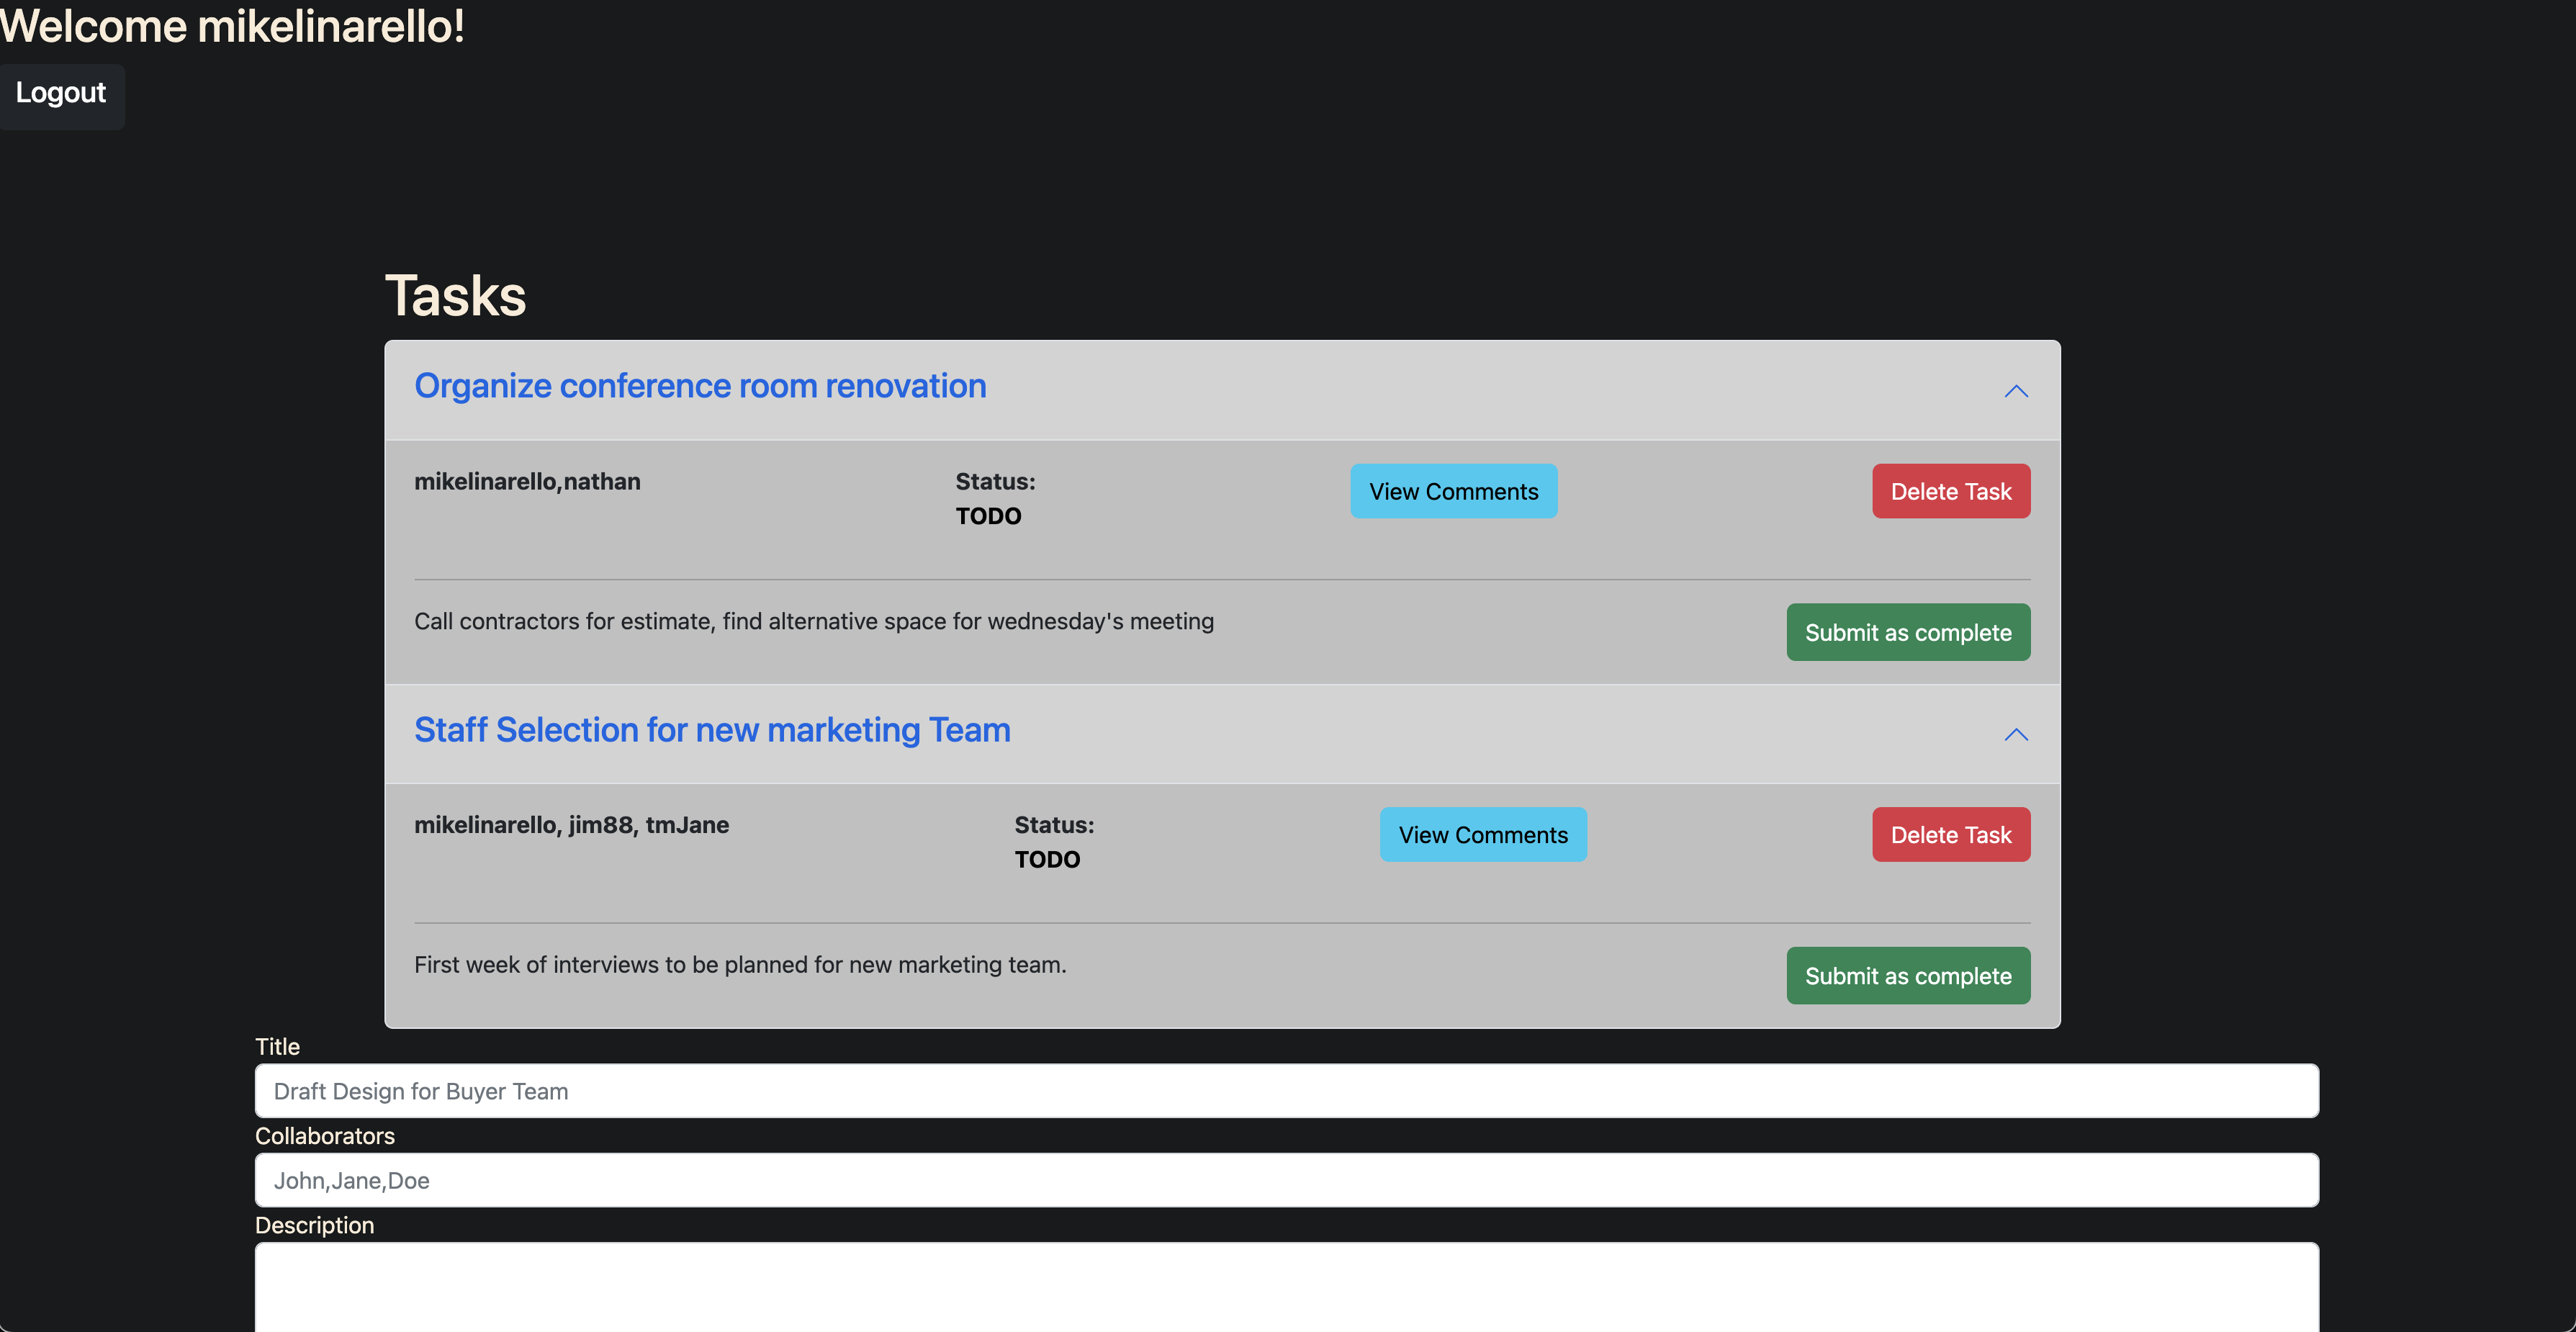 Welcome mikelinarello!
Logout
Tasks
Organize conference room renovation
mikelinarello,nathan
Status:
TODO
View Comments
Delete Task
Call contractors for estimate, find alternative space for wednesday's meeting
Submit as complete
Staff Selection for new marketing Team
mikelinarello, jim88, tmJane
Status:
TODO
View Comments
Delete Task
First week of interviews to be planned for new marketing team.
Submit as complete
Title
Draft Design for Buyer Team
Collaborators
John,Jane,Doe
Description